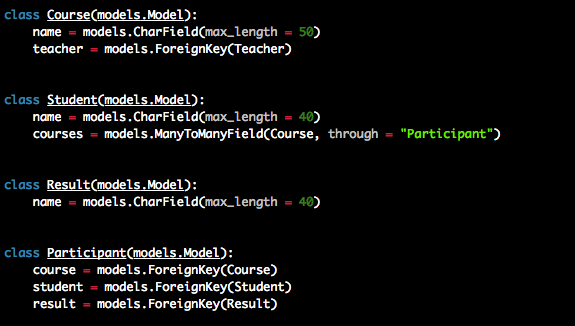 class Course(models.Model):
    name = models.CharField(max_length = 50)
    teacher = models.ForeignKey(Teacher)
class Student(models.Model):
    name = models.CharField(max_length = 40)
    courses = models.ManyToManyField(Course, through = "Participant")
class Result(models.Model):
    name = models.CharField(max_length = 40)
class Participant(models.Model):
    course = models.ForeignKey(Course)
    student = models.ForeignKey(Student)
    result = models.ForeignKey(Result)